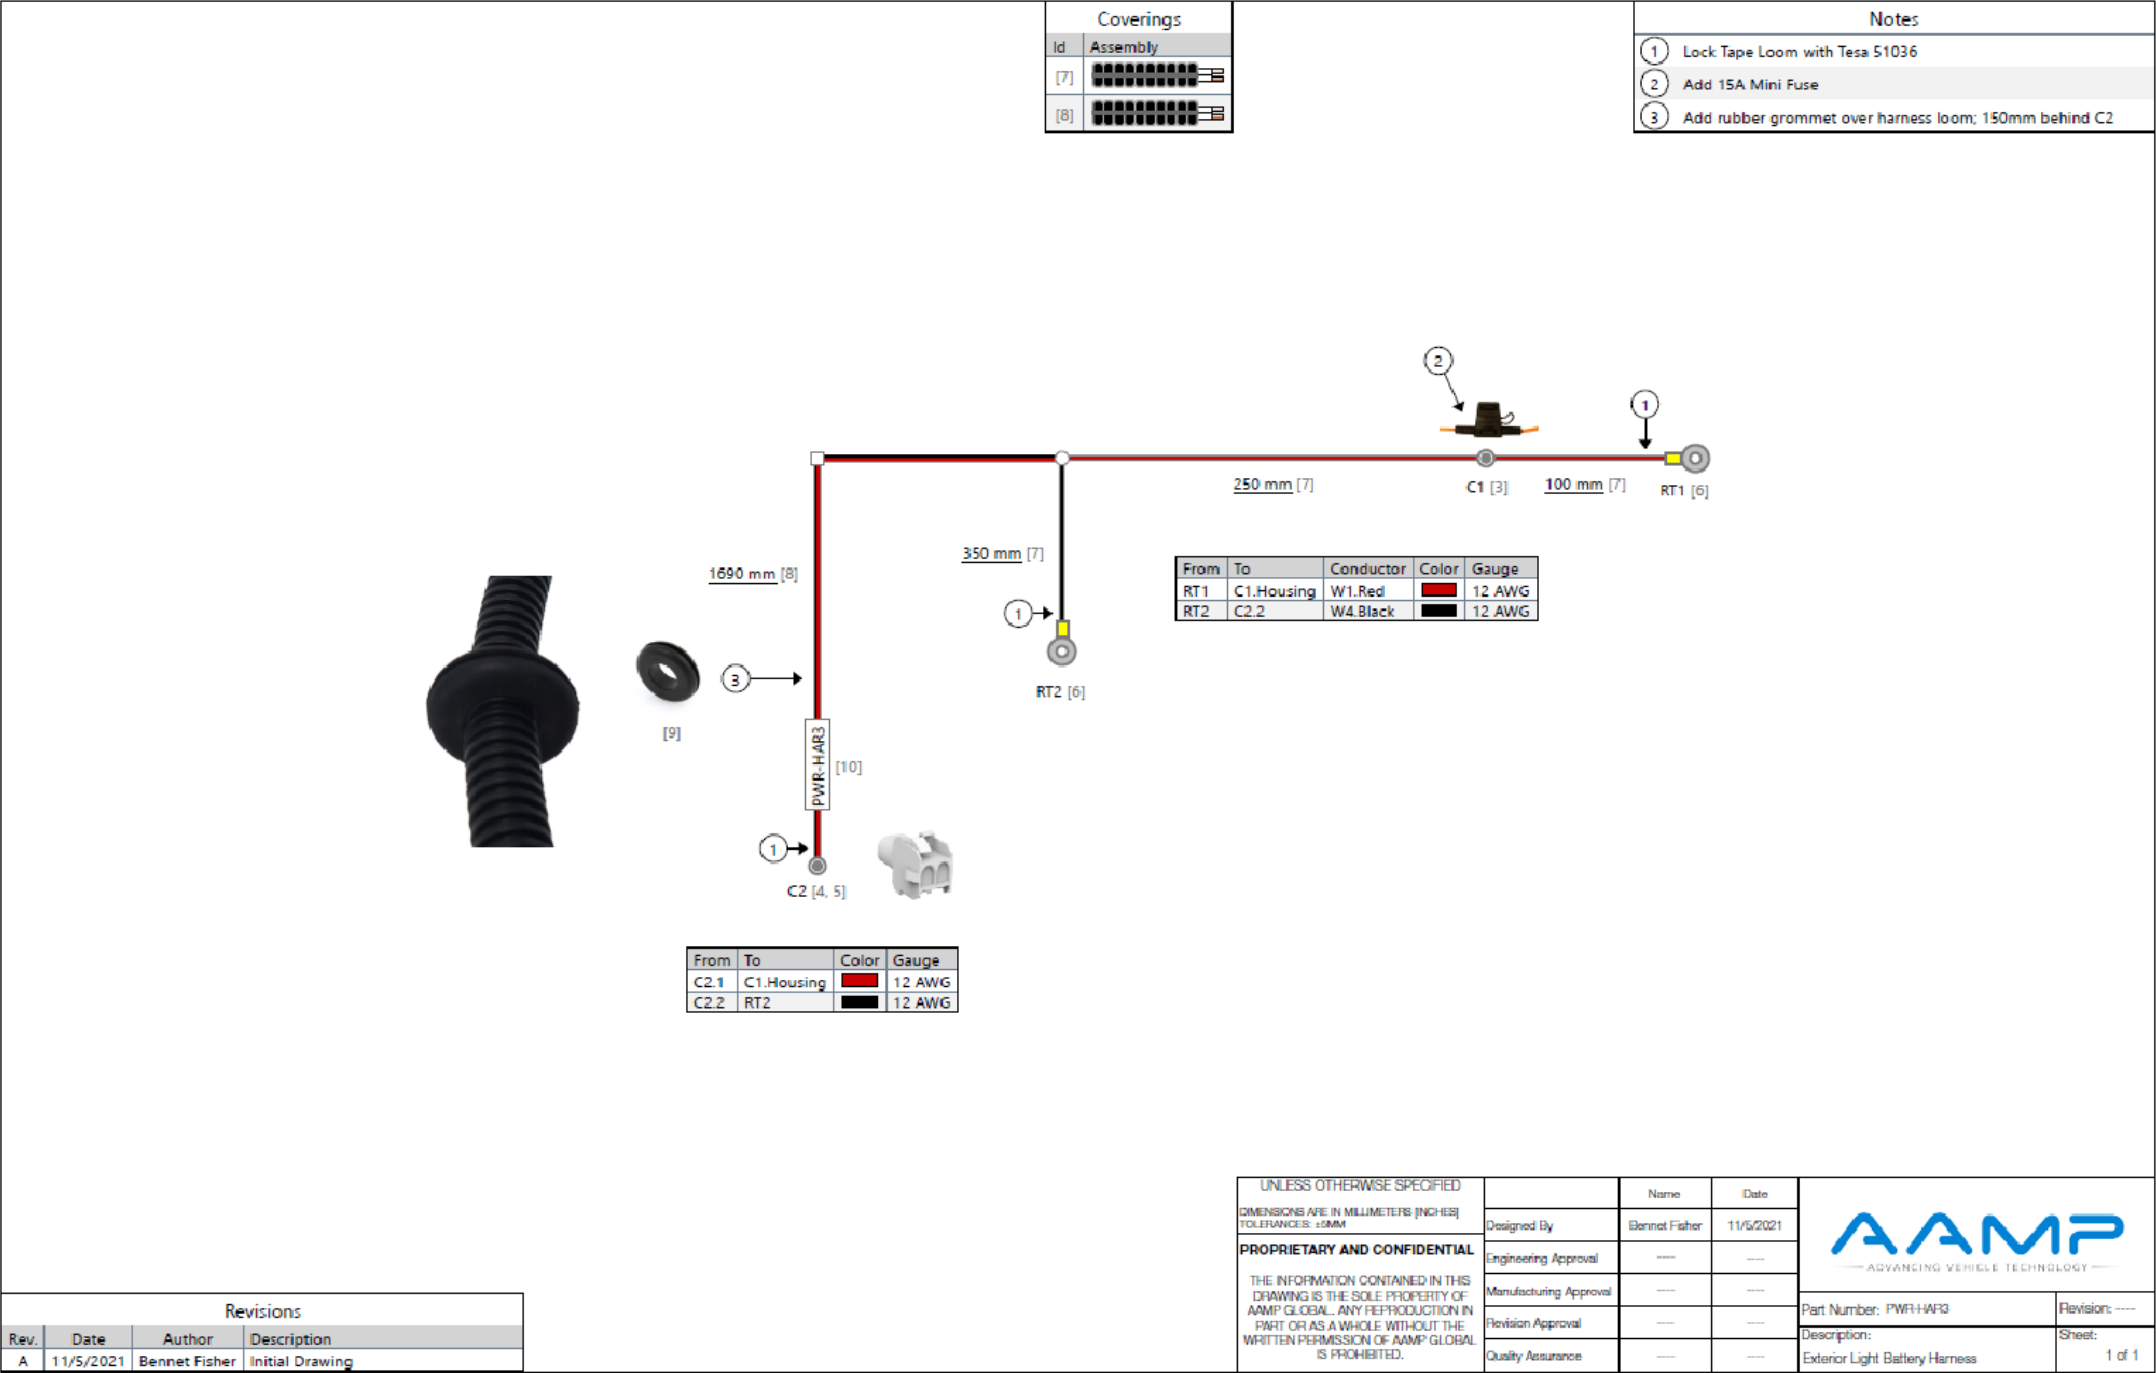 Coverings
Id Assembly
[7]
[8]
Notes
1 Lock Tape Loom with Tesa 51036
2 Add 15A Mini Fuse
3 Add rubber grommet over harness loom; 150mm behind C2
2
1
250 mm [7]
C1 [3]
100 mm [7]
RT1 [6]
350 mm [7]
1690 mm [8]
1
RT2 [6]
From To Conductor Color Gauge
RT1 C1.Housing W1.Red 12 AWG
RT2 C2.2 W4.Black 12 AWG
3
[9]
PWR-HAR3
[10]
1
C2 [4, 5]
From To Color Gauge
C2.1 C1.Housing 12 AWG
C2.2 RT2 12 AWG
UNLESS OTHERWISE SPECIFIED
DIMENSIONS ARE IN MILLIMETERS [INCHES]
TOLERANCES: ±5MM
PROPRIETARY AND CONFIDENTIAL
THE INFORMATION CONTAINED IN THIS
DRAWING IS THE SOLE PROPERTY OF
AAMP GLOBAL. ANY REPRODUCTION IN
PART OR AS A WHOLE WITHOUT THE
WRITTEN PERMISSION OF AAMP GLOBAL
IS PROHIBITED.
Name Date
Designed By Bennet Fisher 11/5/2021
Engineering Approval ---- ----
Manufacturing Approval ---- ----
Revision Approval ---- ----
Quality Assurance ---- ----
AAMP
ADVANCING VEHICLE TECHNOLOGY
Part Number: PWR-HAR3
Revision: ----
Description:
Exterior Light Battery Harness
Sheet:
1 of 1
Revisions
Rev. Date Author Description
A 11/5/2021 Bennet Fisher Initial Drawing